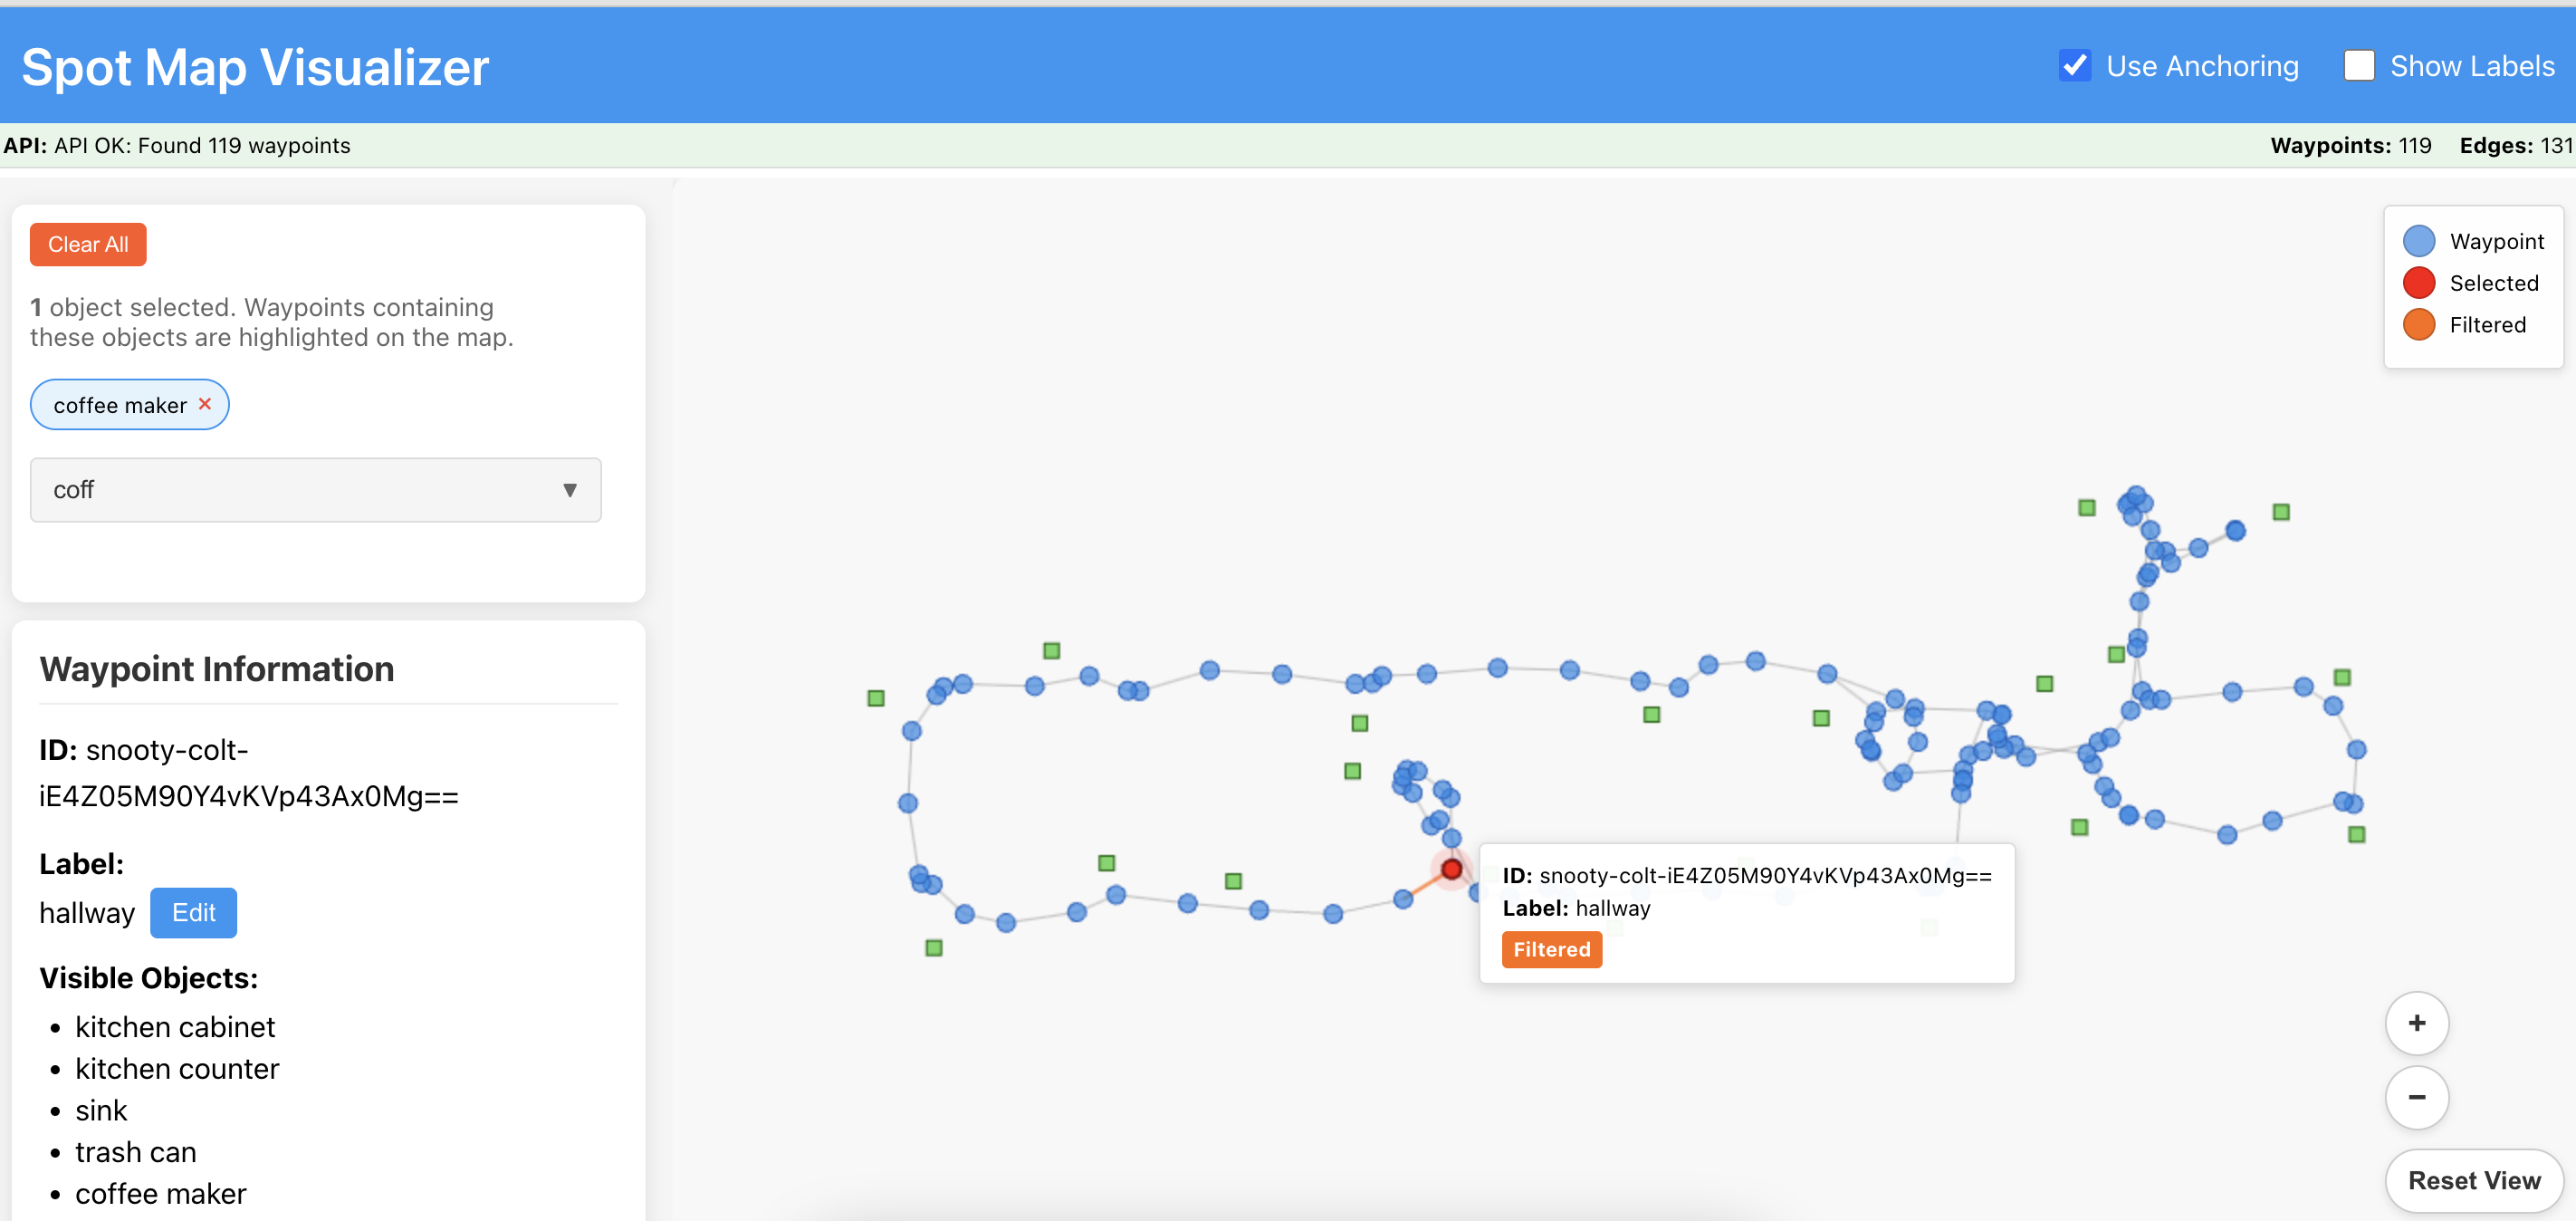 Spot Map Visualizer
Use Anchoring
Show Labels
API: API OK: Found 119 waypoints
Waypoints: 119 Edges: 131
Clear All
1 object selected. Waypoints containing
these objects are highlighted on the map.
coffee maker ×
coff ▼
Waypoint Information
ID: snooty-colt-
iE4Z05M90Y4vKVp43Ax0Mg==
Label:
hallway Edit
Visible Objects:
• kitchen cabinet
• kitchen counter
• sink
• trash can
• coffee maker
Waypoint
Selected
Filtered
ID: snooty-colt-iE4Z05M90Y4vKVp43Ax0Mg==
Label: hallway
Filtered
+
−
Reset View